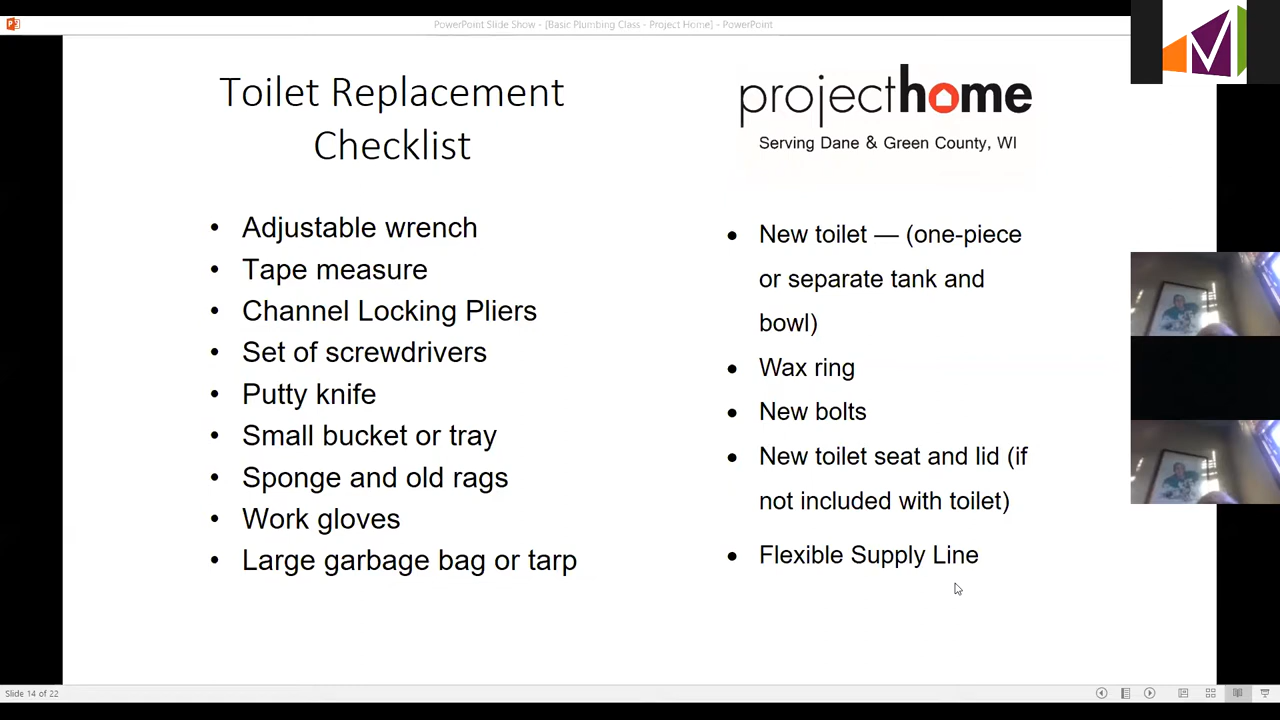 PowerPoint Slide Show - [Basic Plumbing Class - Project Home] - PowerPoint
Toilet Replacement
Checklist
• Adjustable wrench
• Tape measure
• Channel Locking Pliers
• Set of screwdrivers
• Putty knife
• Small bucket or tray
• Sponge and old rags
• Work gloves
• Large garbage bag or tarp
projecthome
Serving Dane & Green County, WI
• New toilet — (one-piece
or separate tank and
bowl)
• Wax ring
• New bolts
• New toilet seat and lid (if
not included with toilet)
• Flexible Supply Line
Slide 14 of 22